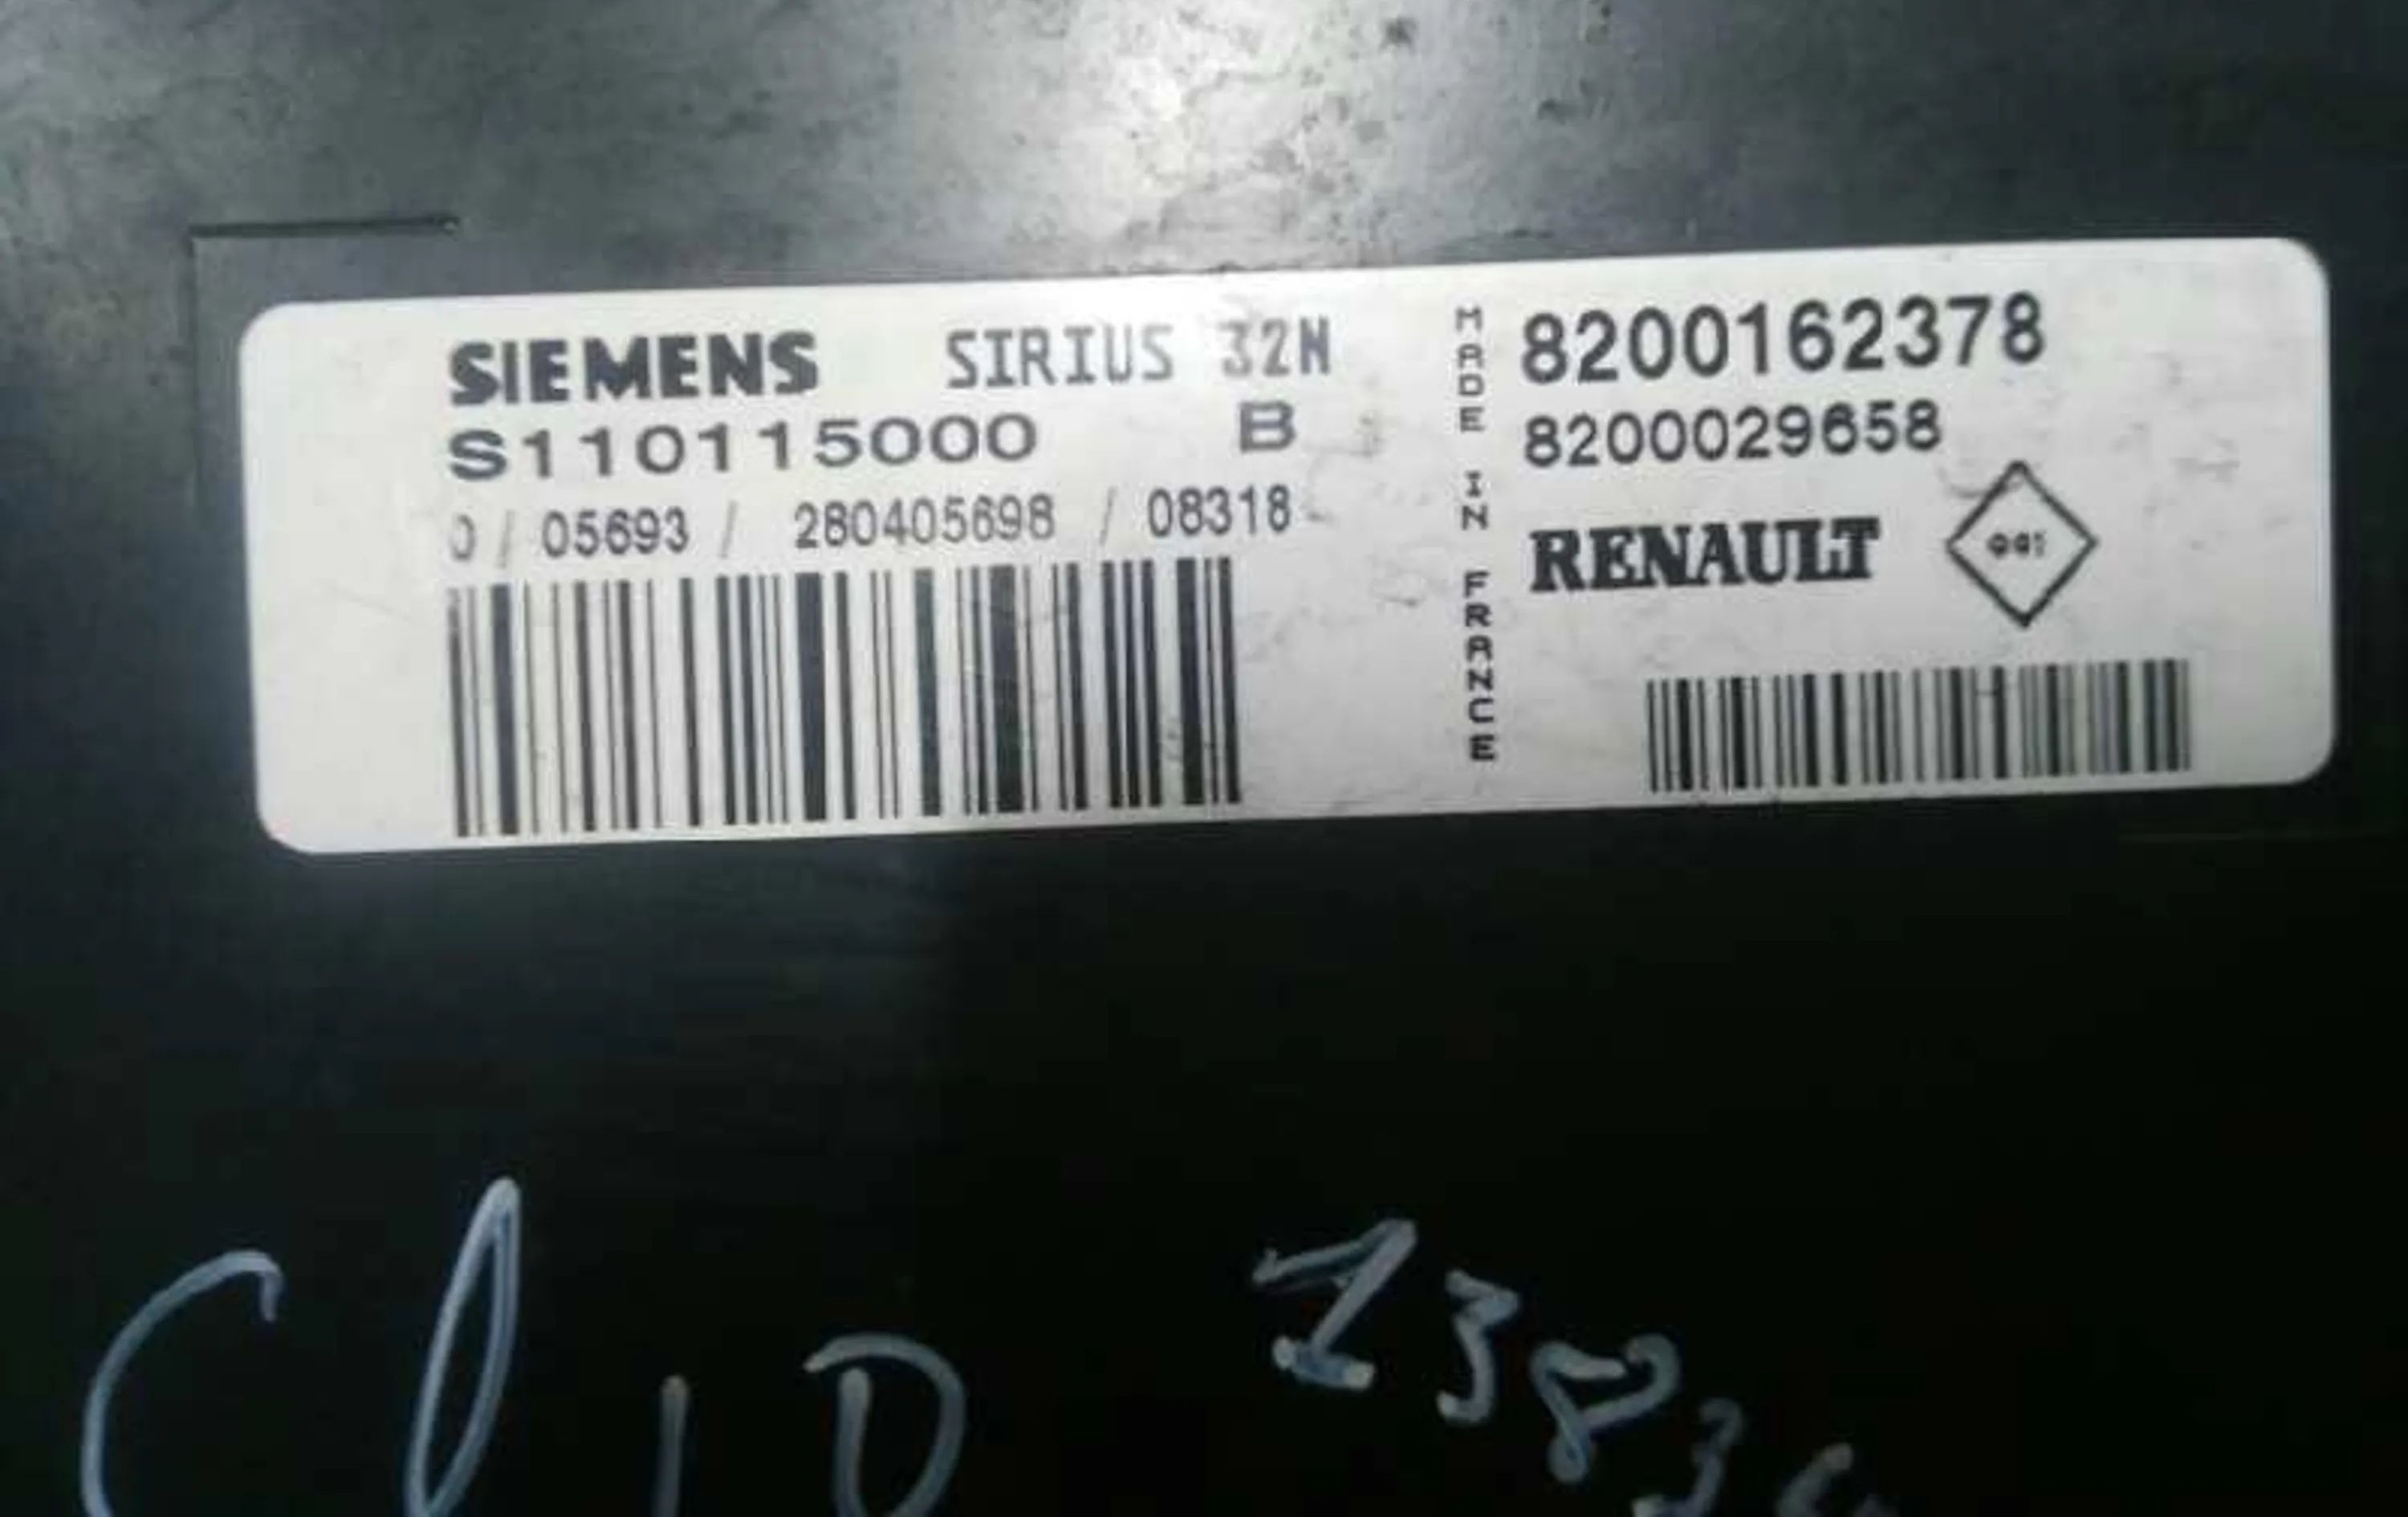 SIEMENS SIRIUS 32N
S110115000 B
0 / 05693 / 280405698 / 08318
MADE IN FRANCE
8200162378
8200029658
RENAULT
Clio